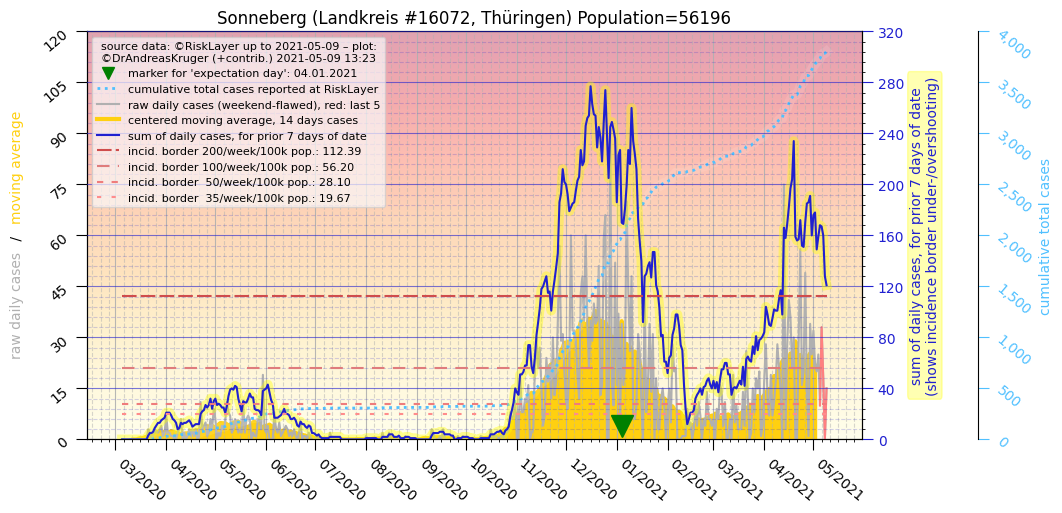 Sonneberg (Landkreis #16072, Thüringen) Population=56196
source data: ©RiskLayer up to 2021-05-09 – plot:
©DrAndreasKruger (+contrib.) 2021-05-09 13:23
marker for 'expectation day': 04.01.2021
cumulative total cases reported at RiskLayer
raw daily cases (weekend-flawed), red: last 5
centered moving average, 14 days cases
sum of daily cases, for prior 7 days of date
incid. border 200/week/100k pop.: 112.39
incid. border 100/week/100k pop.: 56.20
incid. border  50/week/100k pop.: 28.10
incid. border  35/week/100k pop.: 19.67
raw daily cases  /  moving average
120
105
90
75
60
45
30
15
0
03/2020
04/2020
05/2020
06/2020
07/2020
08/2020
09/2020
10/2020
11/2020
12/2020
01/2021
02/2021
03/2021
04/2021
05/2021
320
280
240
200
160
120
80
40
0
sum of daily cases, for prior 7 days of date
(shows incidence border under-/overshooting)
4,000
3,500
3,000
2,500
2,000
1,500
1,000
500
0
cumulative total cases